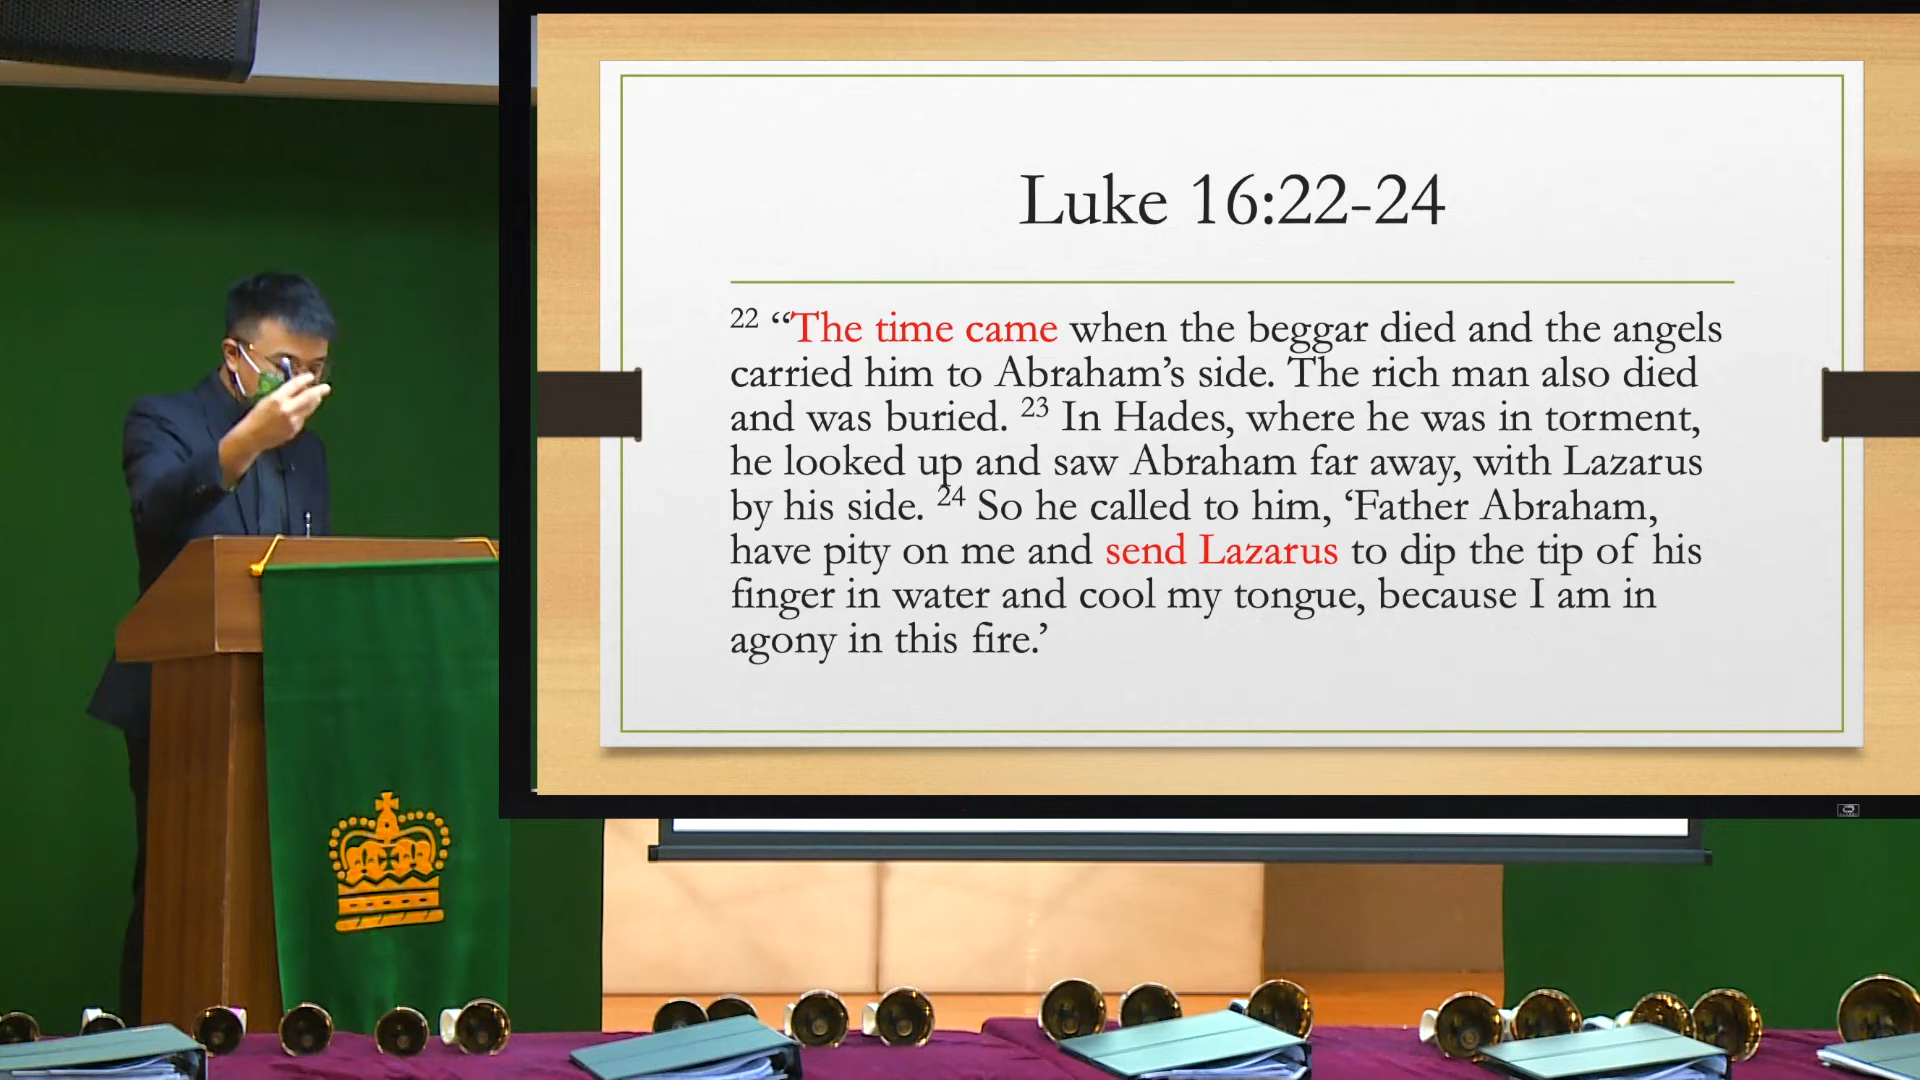 Luke 16:22-24
22 “The time came when the beggar died and the angels
carried him to Abraham’s side. The rich man also died
and was buried. 23 In Hades, where he was in torment,
he looked up and saw Abraham far away, with Lazarus
by his side. 24 So he called to him, ‘Father Abraham,
have pity on me and send Lazarus to dip the tip of his
finger in water and cool my tongue, because I am in
agony in this fire.’